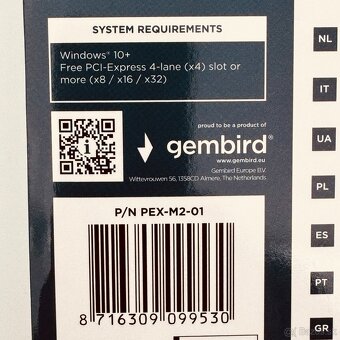 SYSTEM REQUIREMENTS
Windows® 10+
Free PCI-Express 4-lane (x4) slot or
more (x8 / x16 / x32)
proud to be a product of
gembird®
www.gembird.eu
Gembird Europe B.V.
Wittevrouwen 56, 1358CD Almere, The Netherlands
P/N PEX-M2-01
8 716309 099530
NL
IT
UA
PL
ES
PT
GR